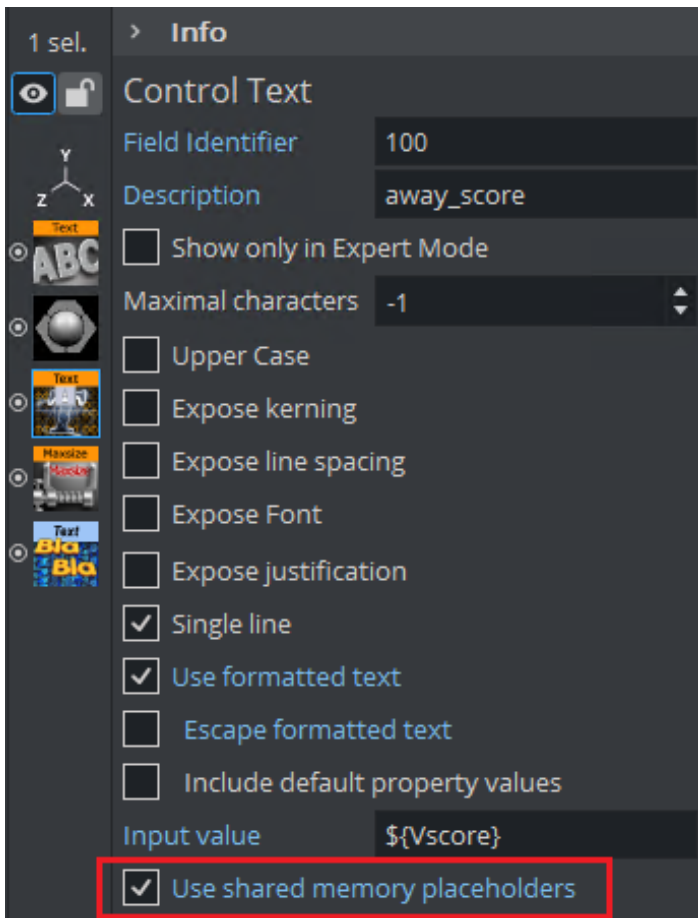 1 sel.
Info
Control Text
Field Identifier 100
Description away_score
Text
ABC
Show only in Expert Mode
Maximal characters -1
Upper Case
Text
Expose kerning
Maxsize
Expose line spacing
Expose Font
Text
Bla
Bla
Expose justification
Single line
Use formatted text
Escape formatted text
Include default property values
Input value ${Vscore}
Use shared memory placeholders
Y
Z X